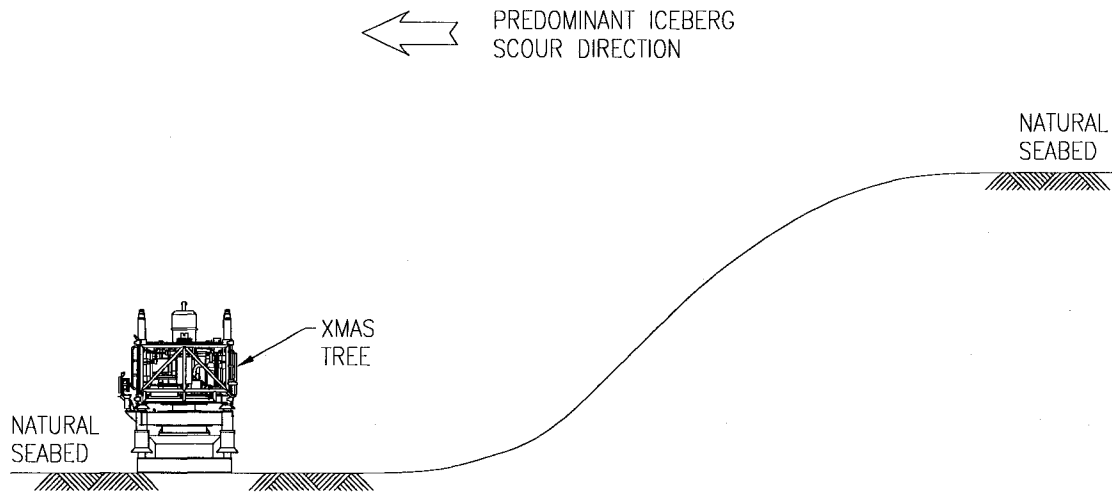 PREDOMINANT ICEBERG
SCOUR DIRECTION
NATURAL
SEABED
XMAS
TREE
NATURAL
SEABED